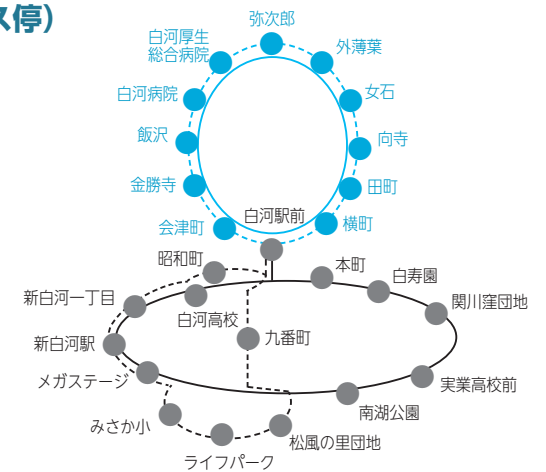 ス停)
弥次郎
白河厚生
総合病院
外薄葉
白河病院
女石
飯沢
向寺
金勝寺
田町
会津町
白河駅前
横町
昭和町
本町
白寿園
新白河一丁目
白河高校
関川窪団地
新白河駅
九番町
メガステージ
実業高校前
みさか小
南湖公園
松風の里団地
ライフパーク